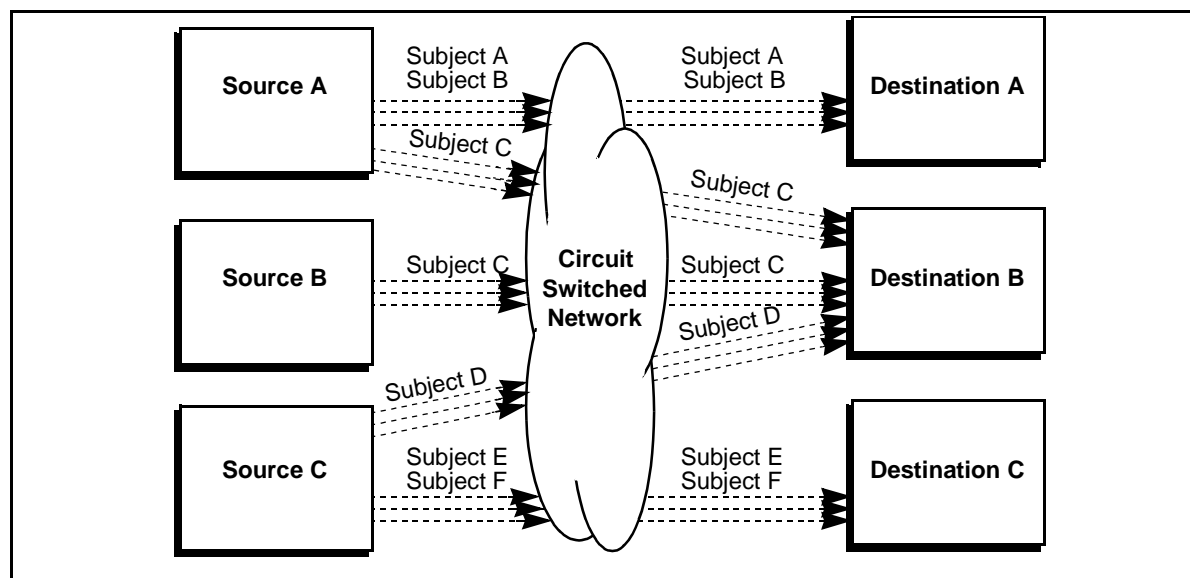 Source A
Subject A
Subject B
Subject A
Subject B
Destination A
Subject C
Subject C
Source B
Subject C
Circuit
Switched
Network
Subject C
Destination B
Subject D
Subject D
Source C
Subject E
Subject F
Subject E
Subject F
Destination C